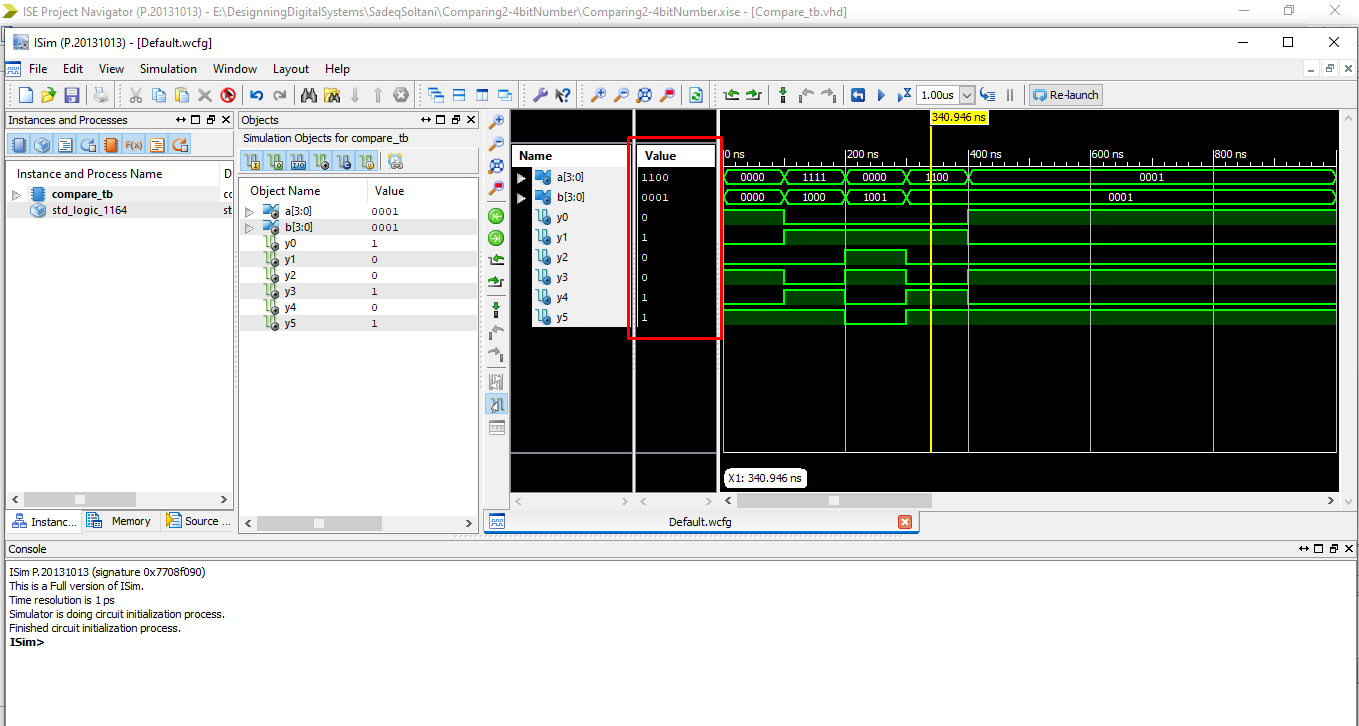 ISE Project Navigator (P.20131013) - E:\DesignningDigitalSystems\SadeqSoltani\Comparing2-4bitNumber\Comparing2-4bitNumber.xise - [Compare_tb.vhd]
ISim (P.20131013) - [Default.wcfg]
File Edit View Simulation Window Layout Help
1.00us Re-launch
Instances and Processes
Instance and Process Name D
compare_tb cc
std_logic_1164 st
Instanc... Memory Source ...
Objects
Simulation Objects for compare_tb
Object Name Value
a[3:0] 0001
b[3:0] 0001
y0 1
y1 0
y2 0
y3 1
y4 0
y5 1
340.946 ns
Name Value 0 ns 200 ns 400 ns 600 ns 800 ns
a[3:0] 1100 0000 1111 0000 1100 0001
b[3:0] 0001 0000 1000 1001 0001
y0 0
y1 1
y2 0
y3 0
y4 1
y5 1
X1: 340.946 ns
Default.wcfg
Console
ISim P.20131013 (signature 0x7708f090)
This is a Full version of ISim.
Time resolution is 1 ps
Simulator is doing circuit initialization process.
Finished circuit initialization process.
ISim>